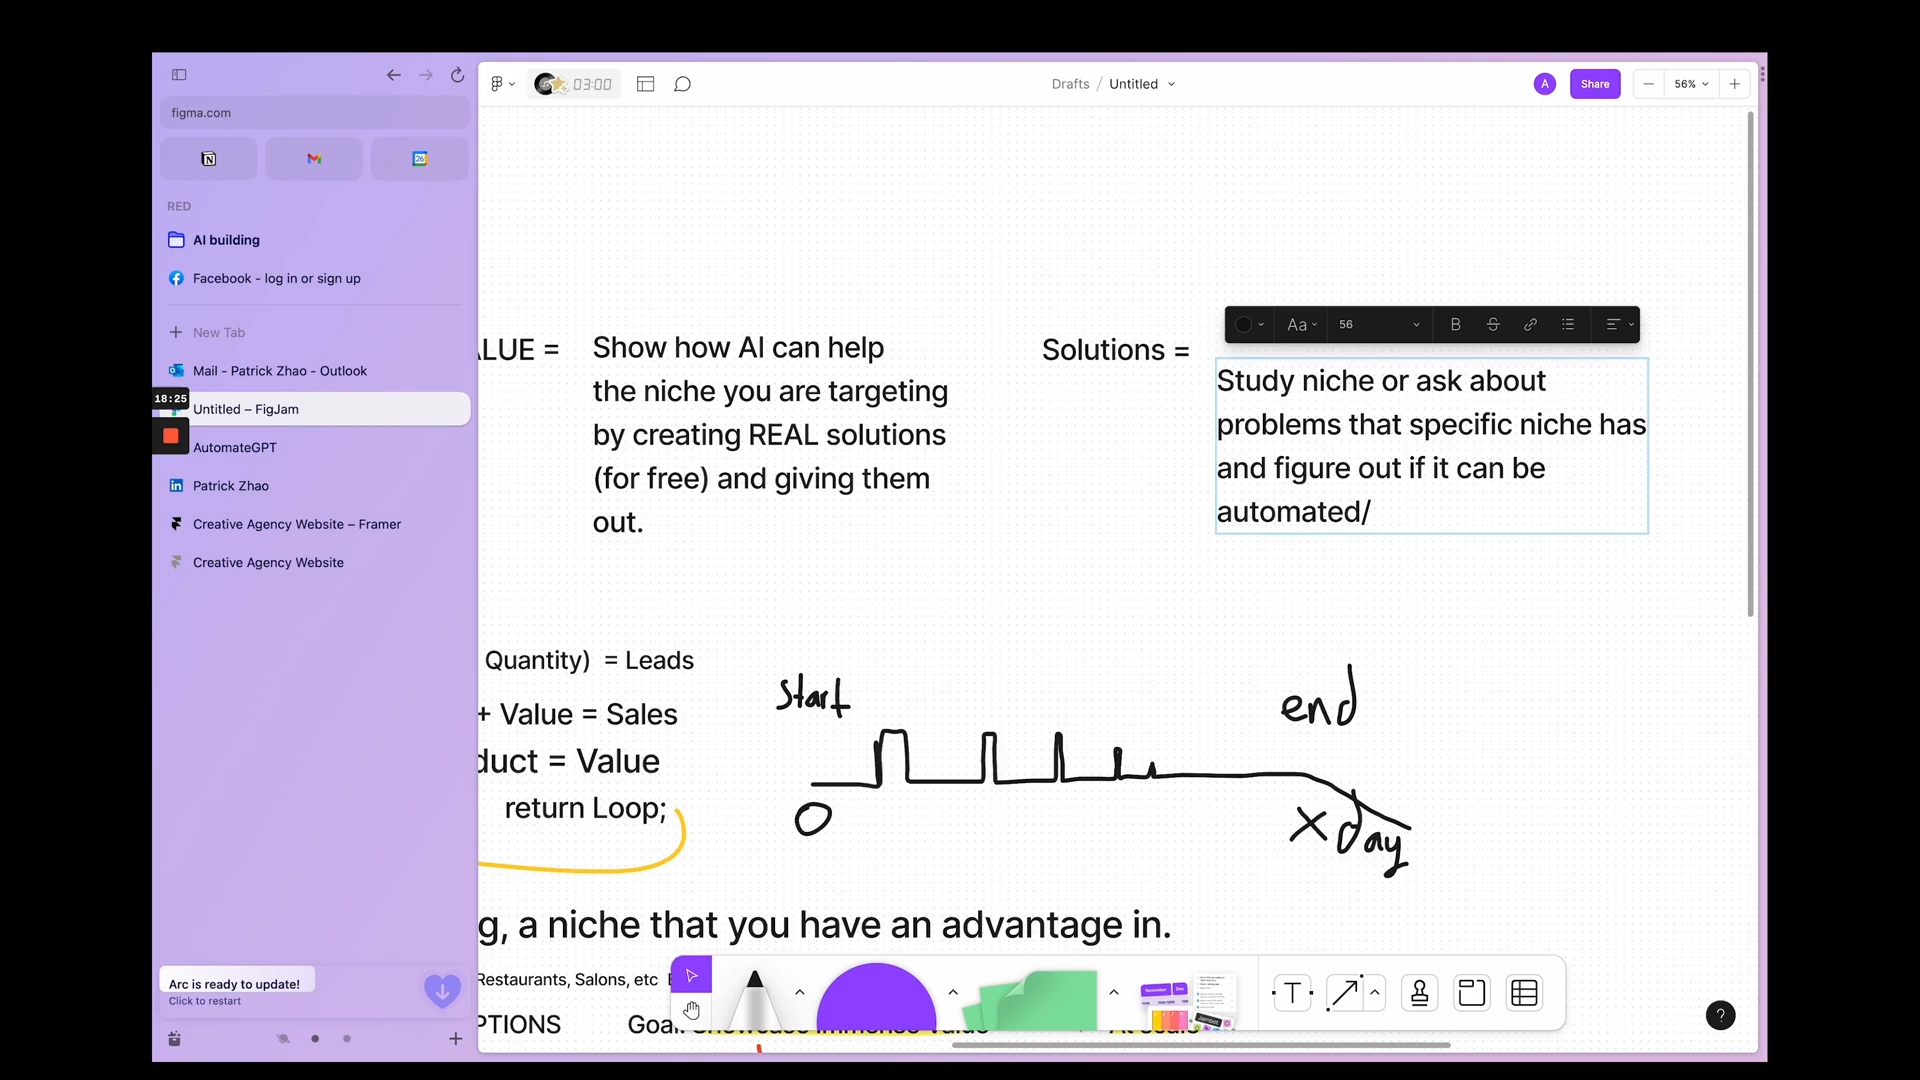 figma.com
RED
AI building
Facebook - log in or sign up
New Tab
Mail - Patrick Zhao - Outlook
18:25
Untitled – FigJam
AutomateGPT
Patrick Zhao
Creative Agency Website – Framer
Creative Agency Website
Arc is ready to update!
Click to restart
03:00
Drafts / Untitled
A
Share
56%
ALUE =
Show how AI can help
the niche you are targeting
by creating REAL solutions
(for free) and giving them
out.
Solutions =
Aa
56
B
S
Study niche or ask about
problems that specific niche has
and figure out if it can be
automated/
Quantity) = Leads
+ Value = Sales
duct = Value
return Loop;
start
end
0
X day
g, a niche that you have an advantage in.
Restaurants, Salons, etc
PTIONS
Goal:
T
?
26